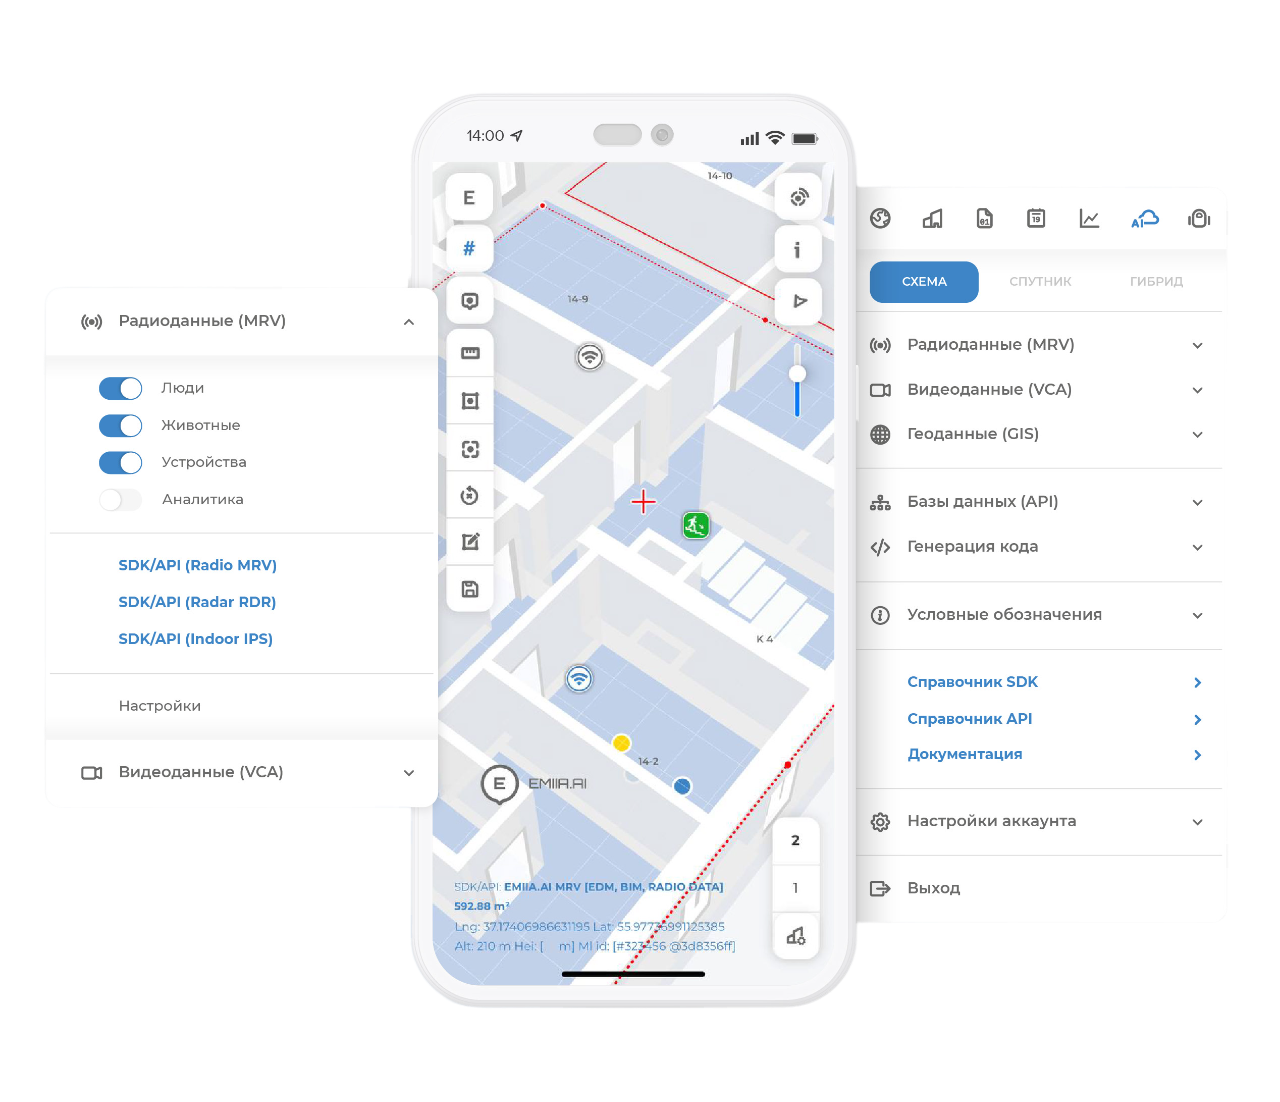 Радиоданные (MRV)
Люди
Животные
Устройства
Аналитика
SDK/API (Radio MRV)
SDK/API (Radar RDR)
SDK/API (Indoor IPS)
Настройки
Видеоданные (VCA)
14:00
E
#
i
14-10
14-9
K 4
14-2
E
EMIIA.AI
2
1
SDK/API: EMIIA.AI MRV [EDM, BIM, RADIO DATA]
592.88 m²
Lng: 37.17406986631195 Lat: 55.97736991125385
Alt: 210 m Hei: [ m] Ml id: [#323456 @3d8356ff]
01
19
AI
СХЕМА
СПУТНИК
ГИБРИД
Радиоданные (MRV)
Видеоданные (VCA)
Геоданные (GIS)
Базы данных (API)
Генерация кода
Условные обозначения
Справочник SDK
Справочник API
Документация
Настройки аккаунта
Выход